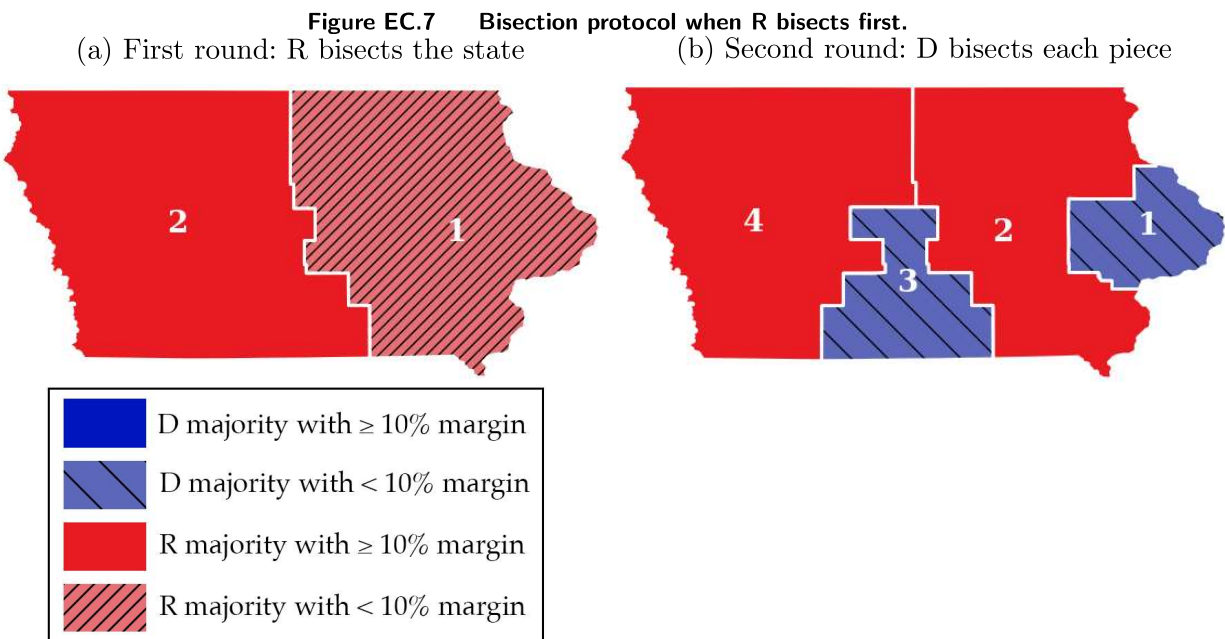 Figure EC.7 Bisection protocol when R bisects first.
(a) First round: R bisects the state
(b) Second round: D bisects each piece
2
1
4
3
2
1
D majority with ≥ 10% margin
D majority with < 10% margin
R majority with ≥ 10% margin
R majority with < 10% margin